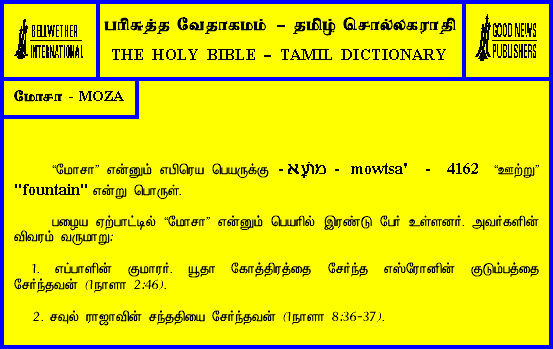 BELLWETHER
INTERNATIONAL
பரிசுத்த வேதாகமம் – தமிழ் சொல்லகராதி
THE HOLY BIBLE – TAMIL DICTIONARY
GOOD NEWS
PUBLISHERS
மோசா - MOZA
“மோசா” என்னும் எபிரெய பெயருக்கு - מוֹצָא - mowtsa' - 4162 “ஊற்று”
"fountain" என்று பொருள்.
பழைய ஏற்பாட்டில் “மோசா” என்னும் பெயரில் இரண்டு பேர் உள்ளனர். அவர்களின்
விவரம் வருமாறு:
1. எப்பாளின் குமாரர். யூதா கோத்திரத்தை சேர்ந்த எஸ்ரோனின் குடும்பத்தை
சேர்ந்தவன் (1நாளா 2:46).
2. சவுல் ராஜாவின் சந்ததியை சேர்ந்தவன் (1நாளா 8:36-37).